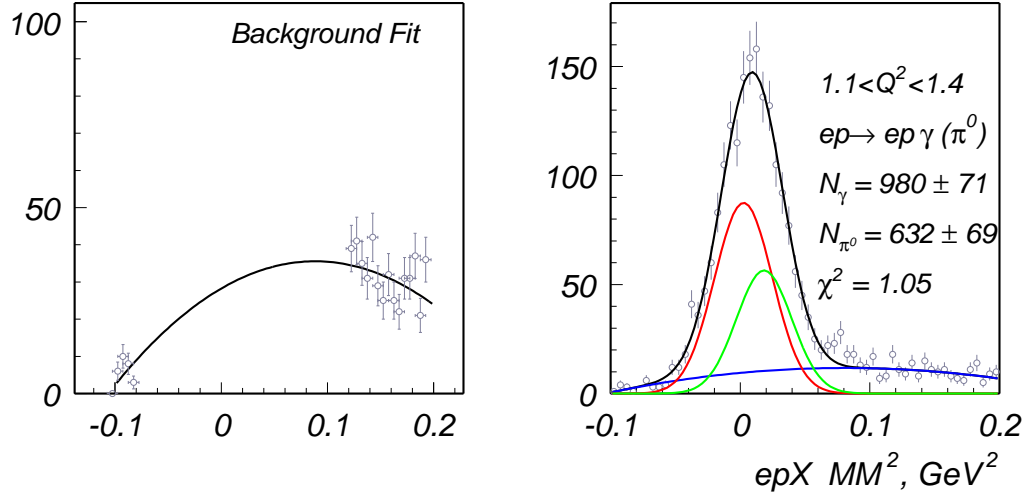 100
50
0
-0.1 0 0.1 0.2
Background Fit
150
100
50
0
-0.1 0 0.1 0.2
1.1<Q²<1.4
ep→ ep γ (π⁰)
N_γ = 980 ± 71
N_π⁰ = 632 ± 69
χ² = 1.05
epX MM², GeV²